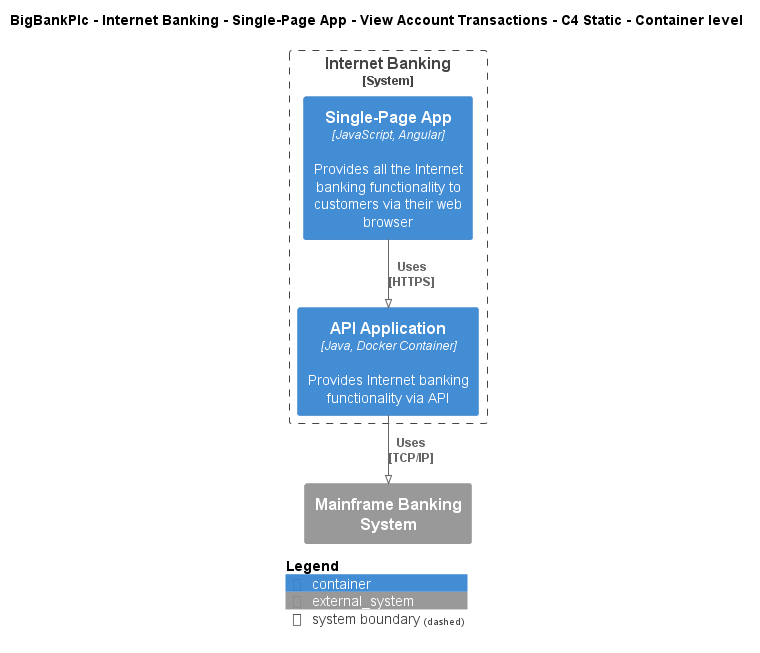 BigBankPlc - Internet Banking - Single-Page App - View Account Transactions - C4 Static - Container level
Internet Banking
[System]
Single-Page App
[JavaScript, Angular]
Provides all the Internet
banking functionality to
customers via their web
browser
Uses
[HTTPS]
API Application
[Java, Docker Container]
Provides Internet banking
functionality via API
Uses
[TCP/IP]
Mainframe Banking
System
Legend
container
external_system
system boundary (dashed)